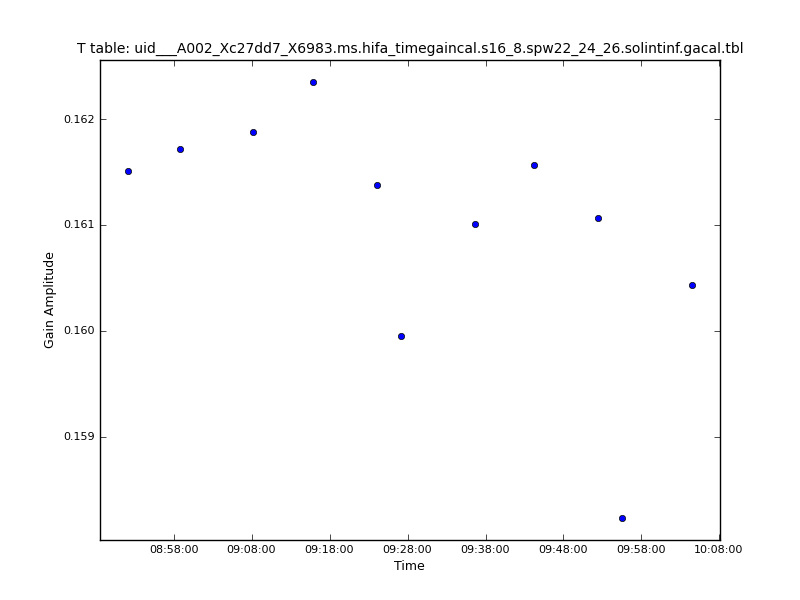 T table: uid___A002_Xc27dd7_X6983.ms.hifa_timegaincal.s16_8.spw22_24_26.solintinf.gacal.tbl
0.162
0.161
Gain Amplitude
0.160
0.159
08:58:00 09:08:00 09:18:00 09:28:00 09:38:00 09:48:00 09:58:00 10:08:00
Time